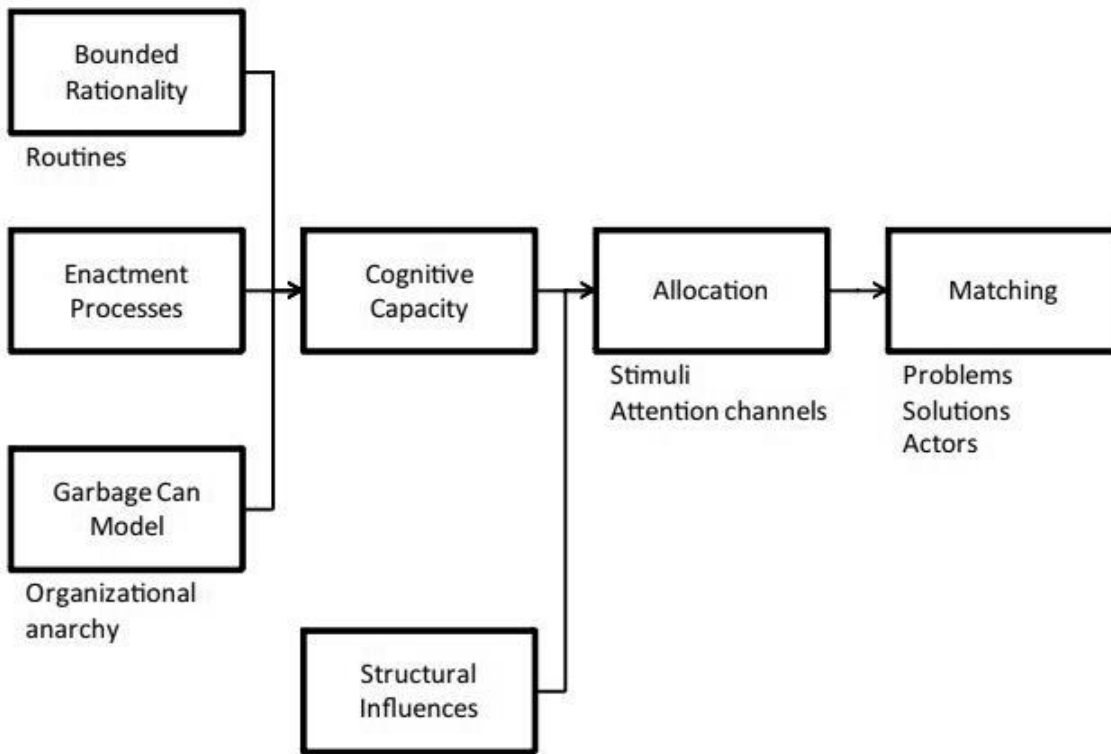 Bounded
Rationality
Routines
Enactment
Processes
Garbage Can
Model
Organizational
anarchy
Cognitive
Capacity
Structural
Influences
Allocation
Stimuli
Attention channels
Matching
Problems
Solutions
Actors